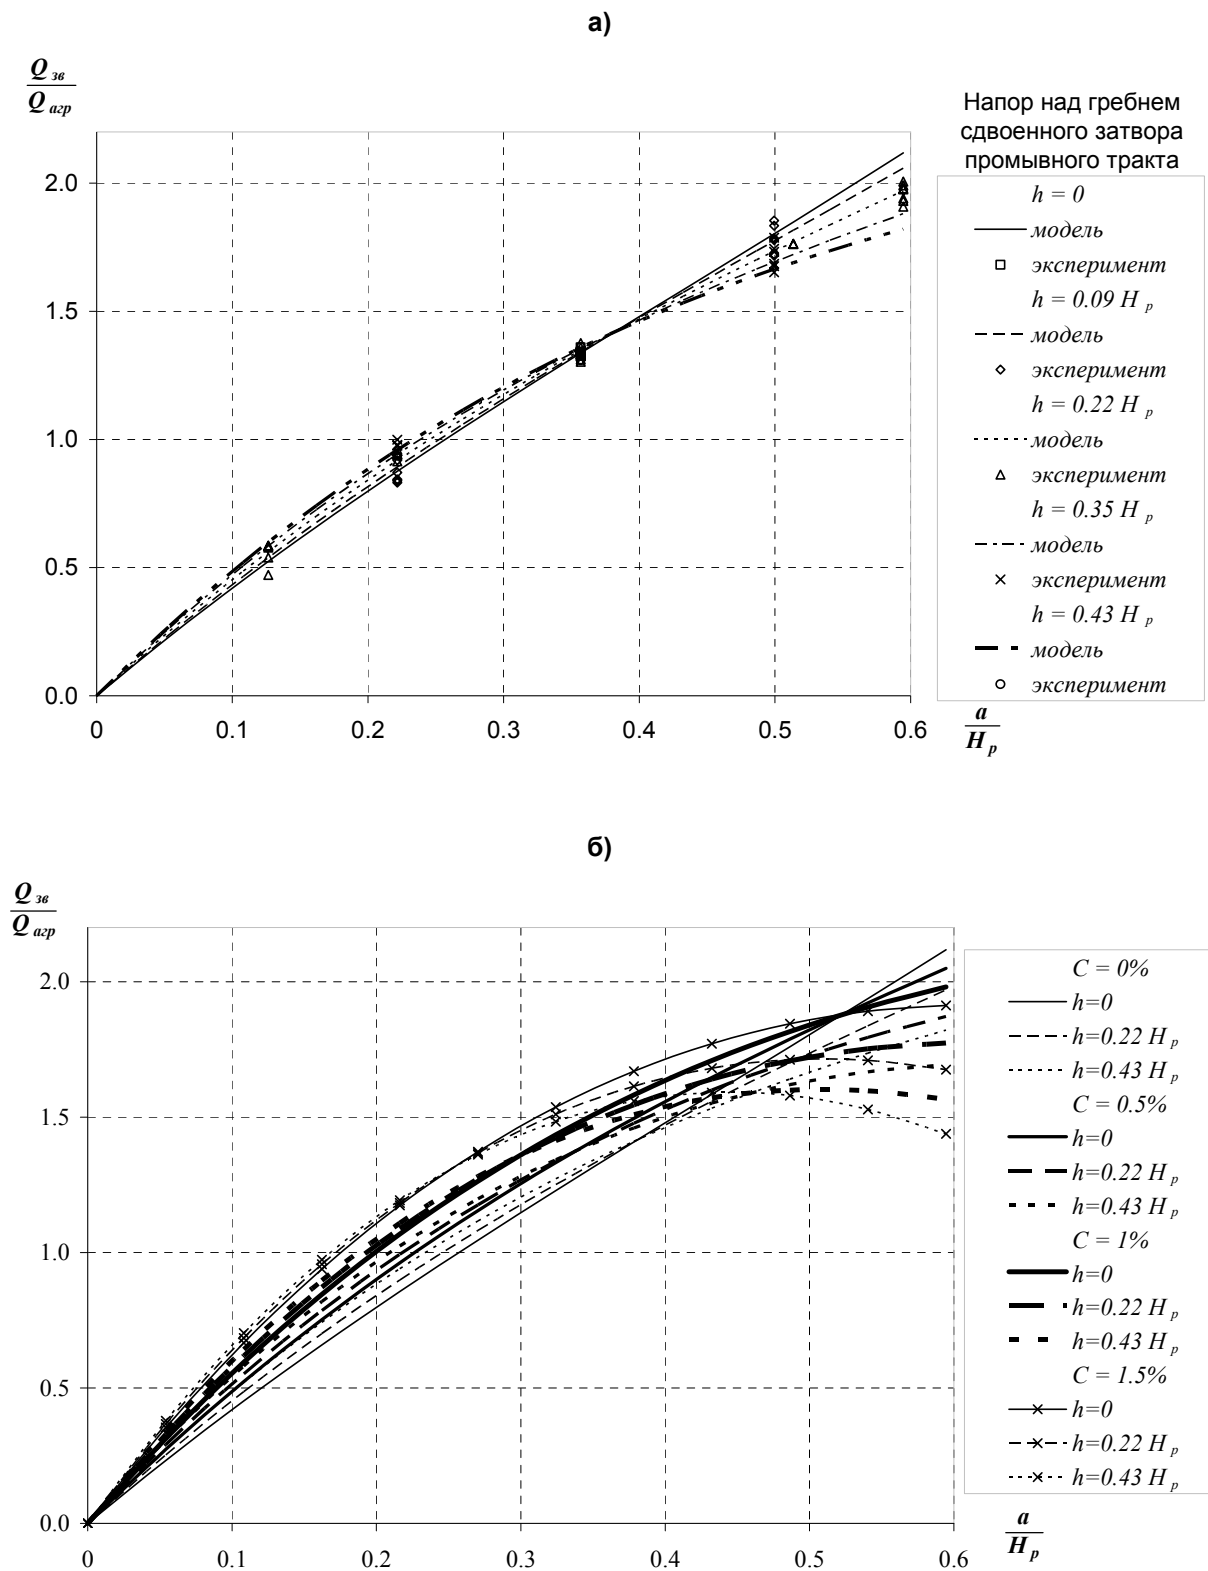 а)
Q зв
Q агр
Напор над гребнем
сдвоенного затвора
промывного тракта
h = 0
модель
эксперимент
h = 0.09 H р
модель
эксперимент
h = 0.22 H р
модель
эксперимент
h = 0.35 H р
модель
эксперимент
h = 0.43 H р
модель
эксперимент
2.0
1.5
1.0
0.5
0.0
0 0.1 0.2 0.3 0.4 0.5 0.6
a
H р
б)
Q зв
Q агр
C = 0%
h=0
h=0.22 H р
h=0.43 H р
C = 0.5%
h=0
h=0.22 H р
h=0.43 H р
C = 1%
h=0
h=0.22 H р
h=0.43 H р
C = 1.5%
h=0
h=0.22 H р
h=0.43 H р
2.0
1.5
1.0
0.5
0.0
0 0.1 0.2 0.3 0.4 0.5 0.6
a
H р